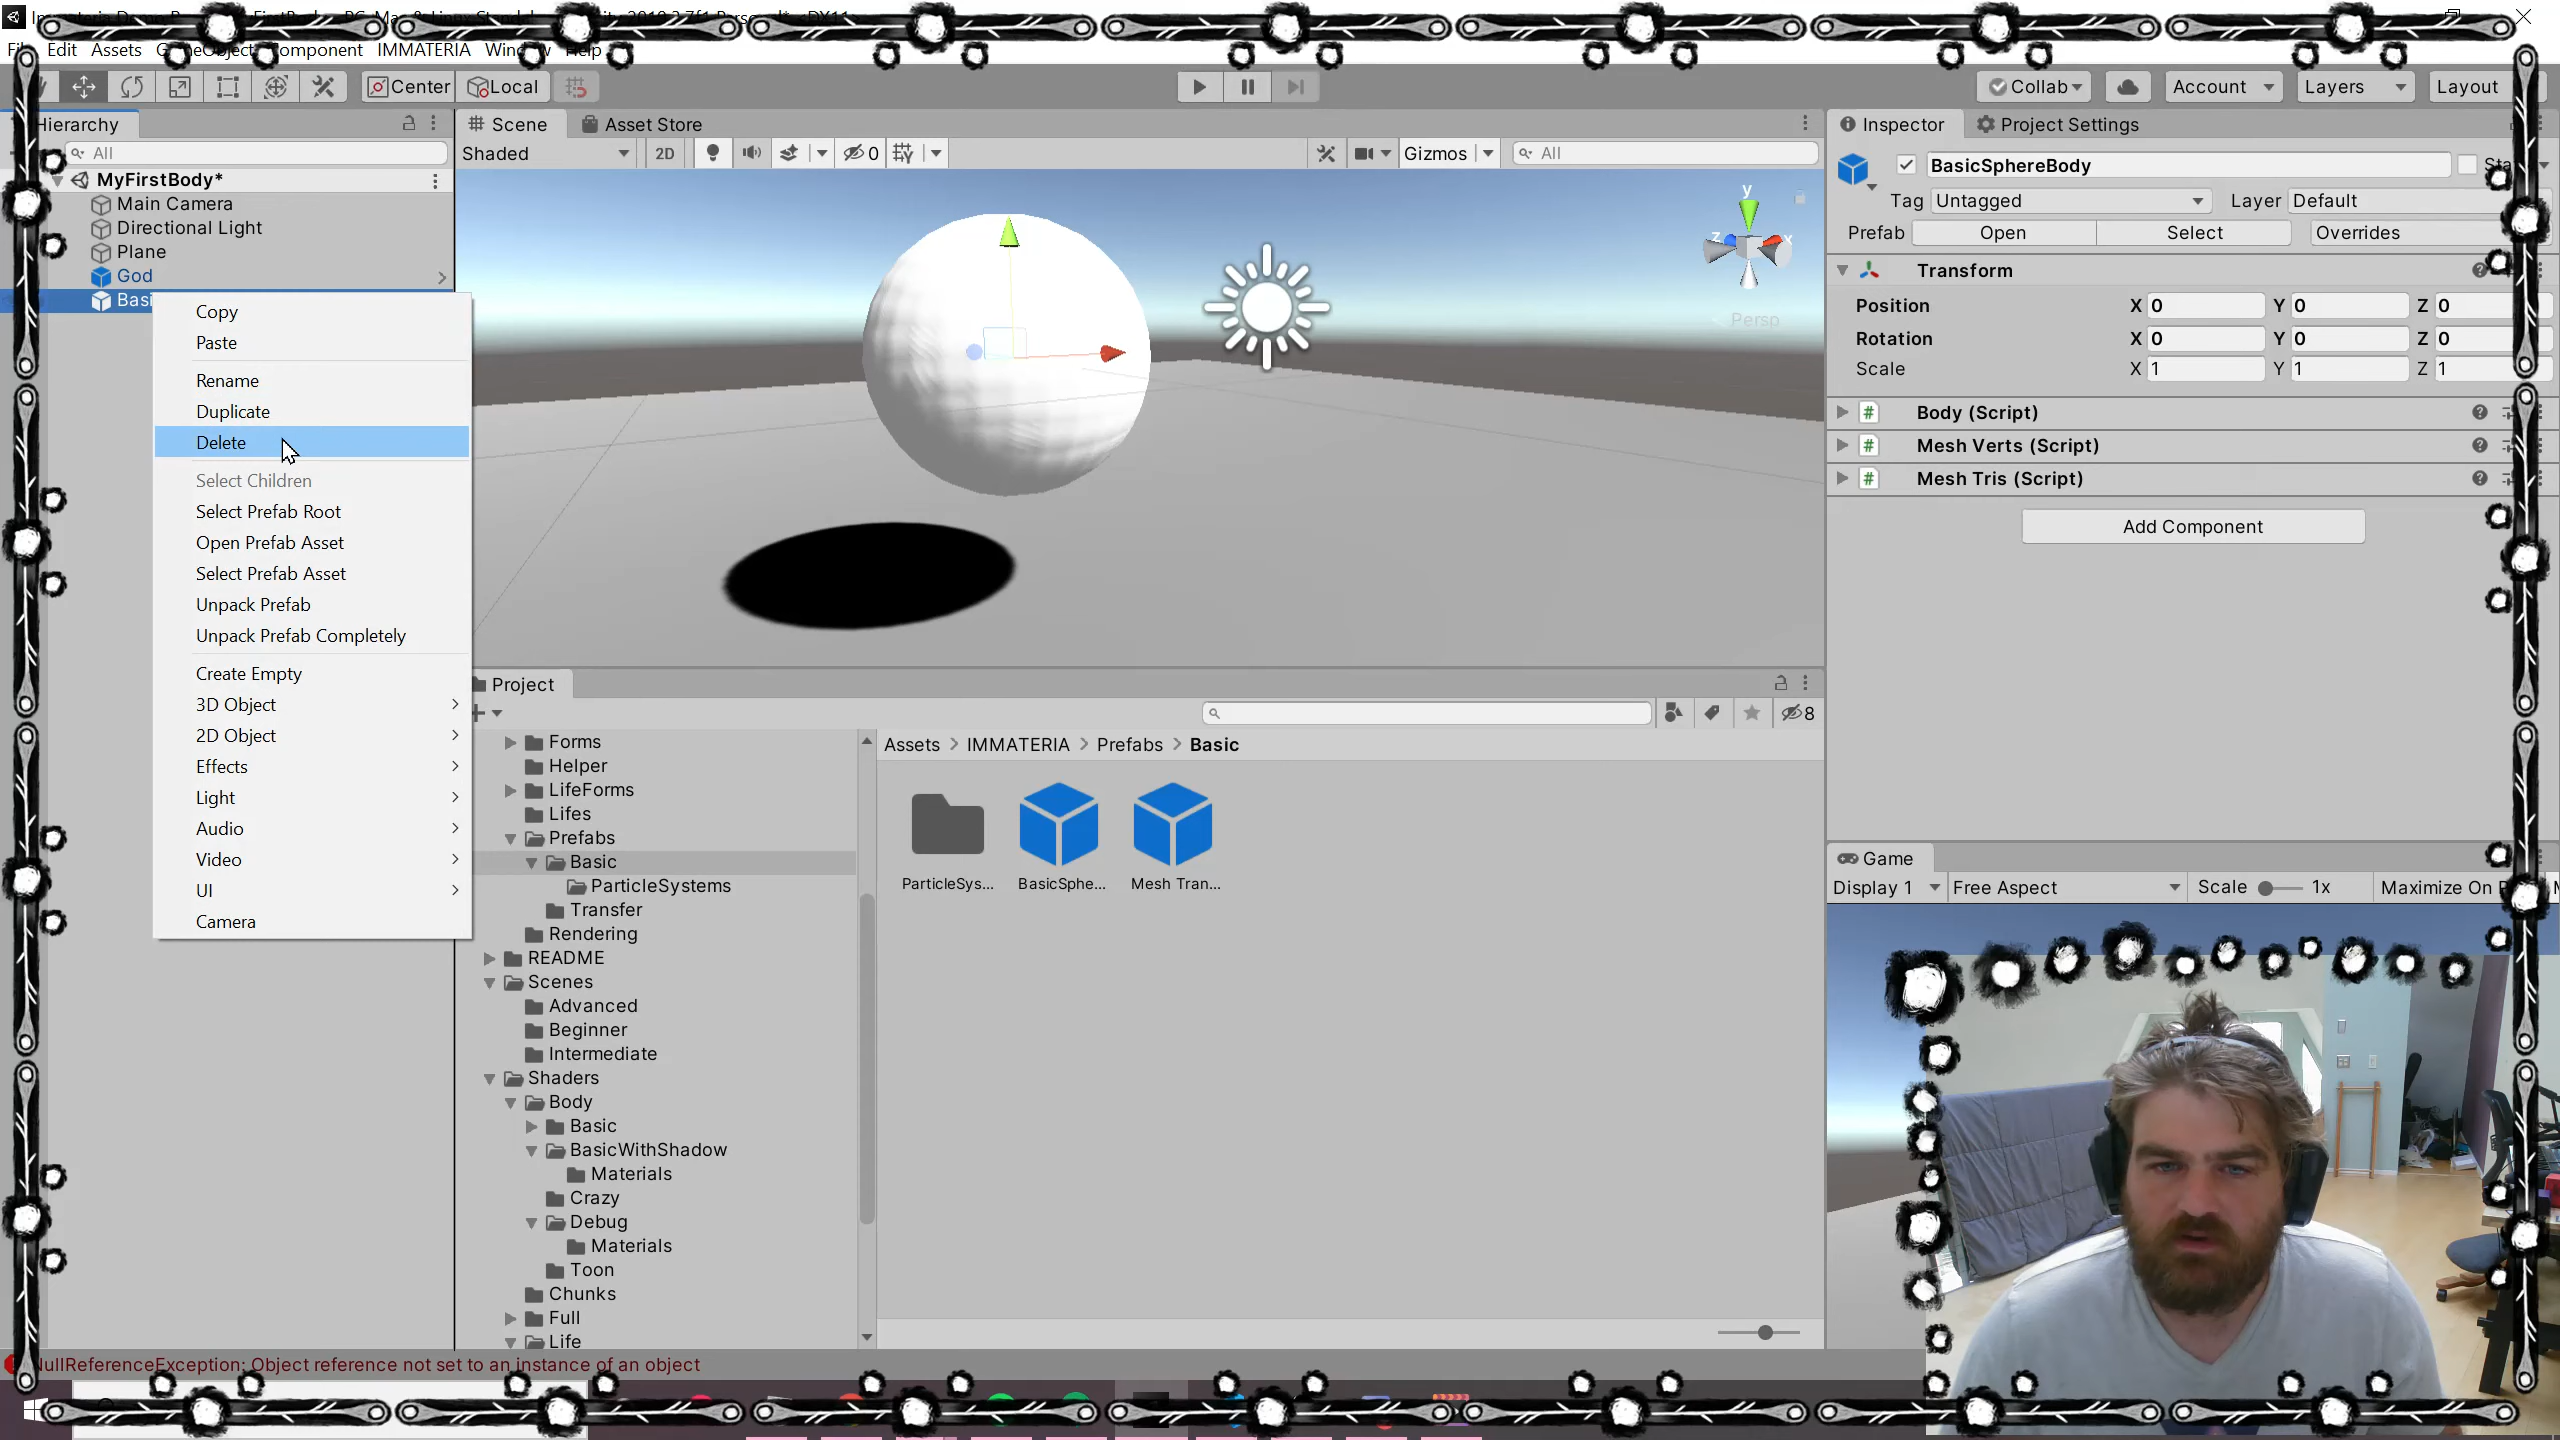 Edit Assets Component IMMATERIA Window Help
Center Local
Collab Account Layers Layout
Hierarchy
All
MyFirstBody*
Main Camera
Directional Light
Plane
God
Basi
Copy
Paste
Rename
Duplicate
Delete
Select Children
Select Prefab Root
Open Prefab Asset
Select Prefab Asset
Unpack Prefab
Unpack Prefab Completely
Create Empty
3D Object
2D Object
Effects
Light
Audio
Video
UI
Camera
Scene Asset Store
Shaded 2D 0 Gizmos All
y
z x
Persp
Project
8
Forms
Helper
LifeForms
Lifes
Prefabs
Basic
ParticleSystems
Transfer
Rendering
README
Scenes
Advanced
Beginner
Intermediate
Shaders
Body
Basic
BasicWithShadow
Materials
Crazy
Debug
Materials
Toon
Chunks
Full
Life
Assets > IMMATERIA > Prefabs > Basic
ParticleSys... BasicSphe... Mesh Tran...
Inspector Project Settings
BasicSphereBody
Tag Untagged Layer Default
Prefab Open Select Overrides
Transform
Position X 0 Y 0 Z 0
Rotation X 0 Y 0 Z 0
Scale X 1 Y 1 Z 1
Body (Script)
Mesh Verts (Script)
Mesh Tris (Script)
Add Component
Game
Display 1 Free Aspect Scale 1x Maximize On
NullReferenceException: Object reference not set to an instance of an object